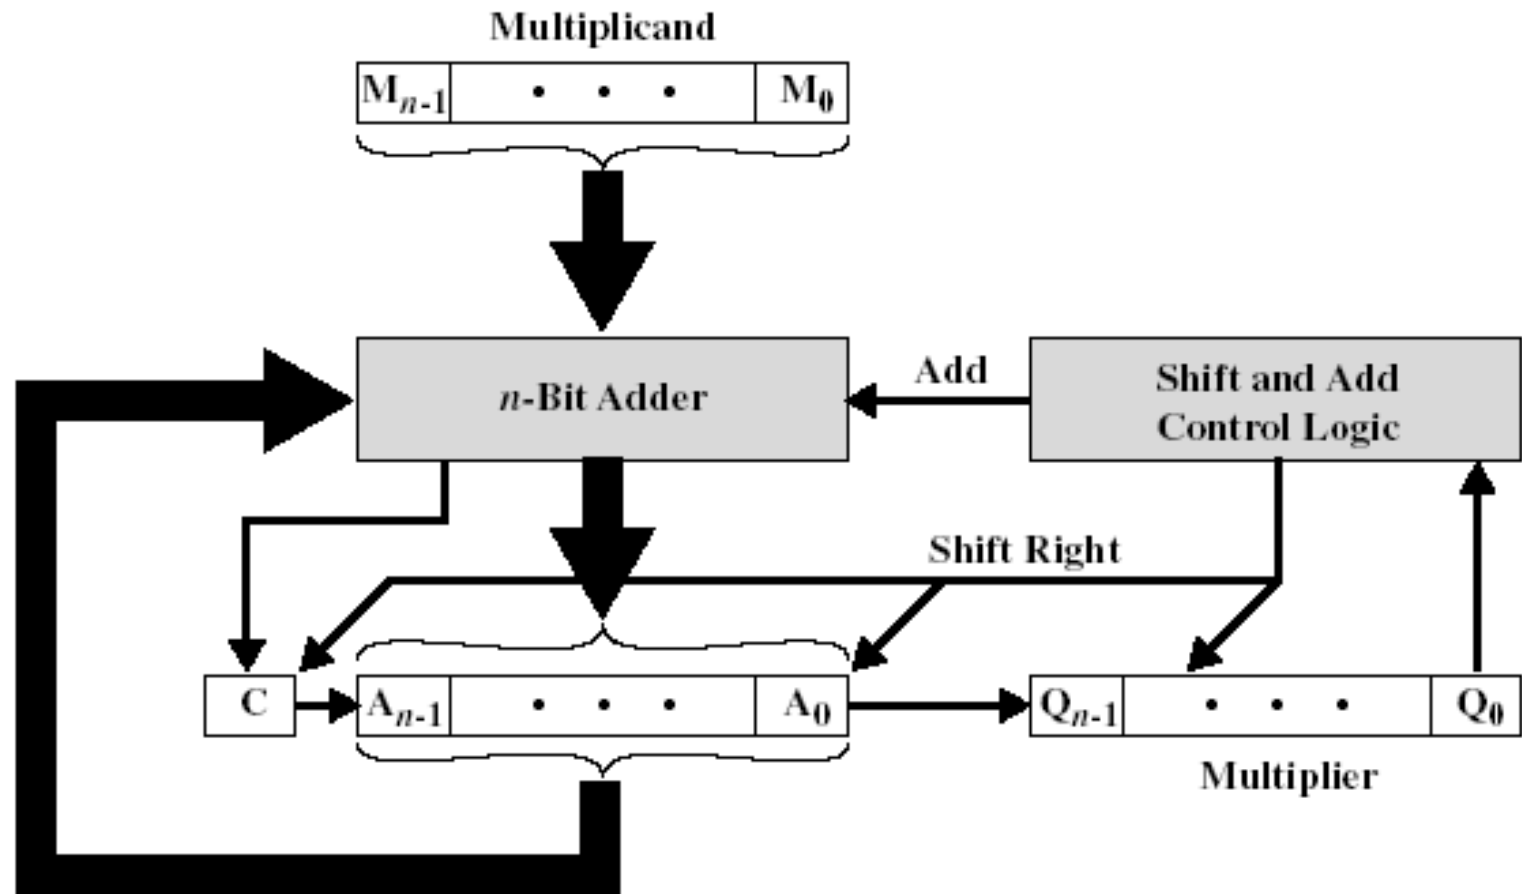 Multiplicand
Mn-1 • • • M0
n-Bit Adder
Add
Shift and Add
Control Logic
Shift Right
C
An-1 • • • A0
Qn-1 • • • Q0
Multiplier